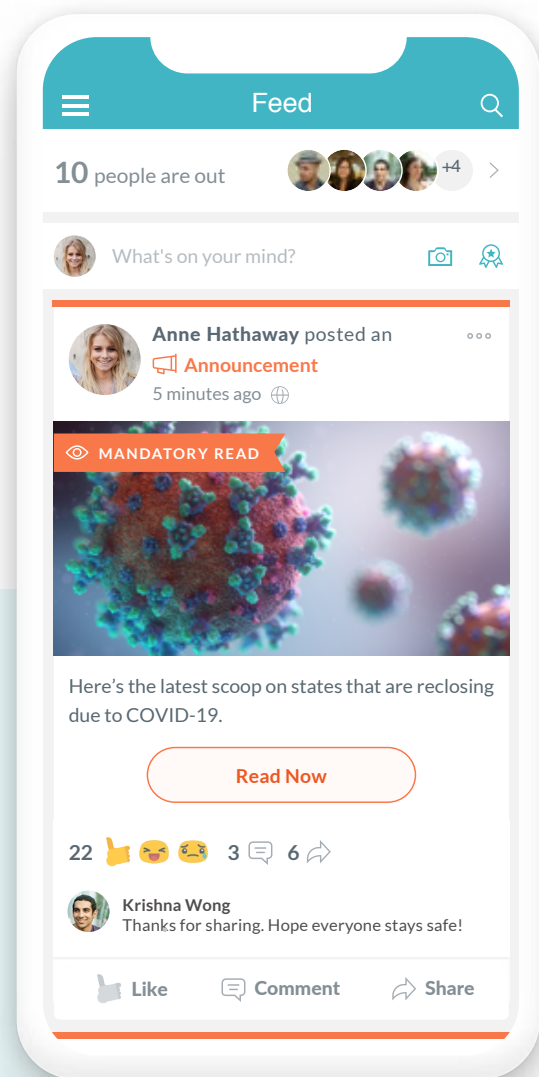 Feed
10 people are out
+4
What's on your mind?
Anne Hathaway posted an
Announcement
5 minutes ago
MANDATORY READ
Here’s the latest scoop on states that are reclosing
due to COVID-19.
Read Now
22 3 6
Krishna Wong
Thanks for sharing. Hope everyone stays safe!
Like Comment Share